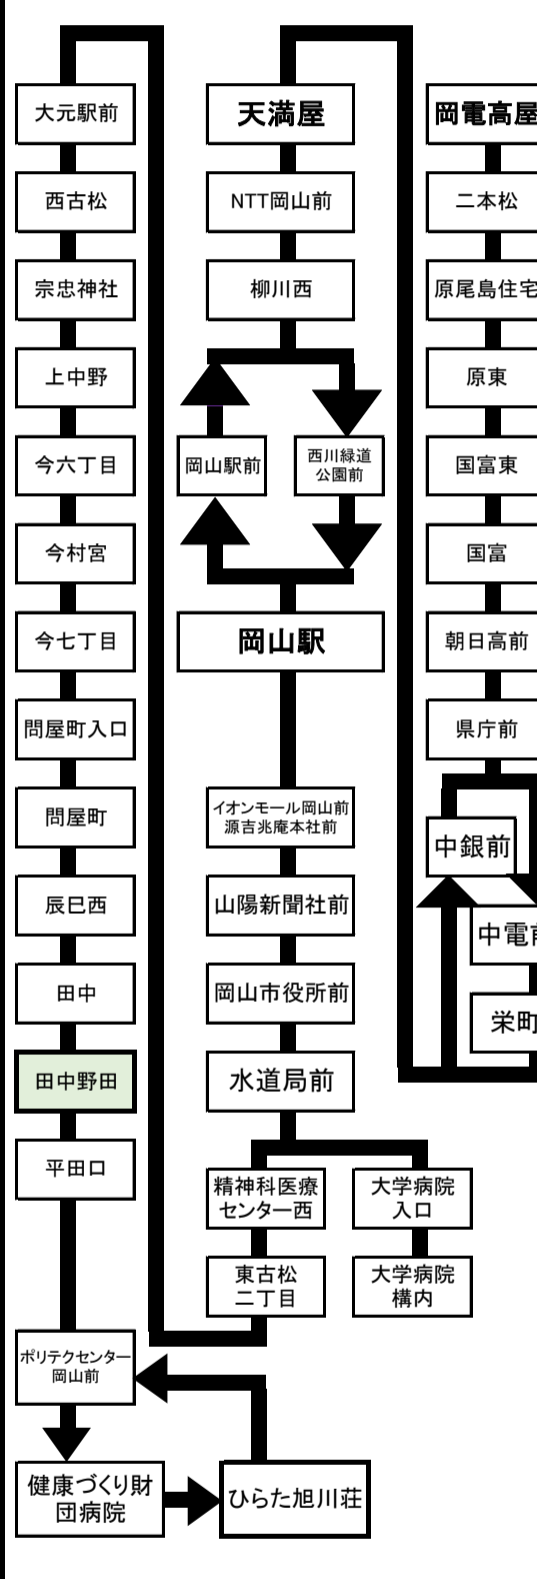 大元駅前
西古松
宗忠神社
上中野
今六丁目
今村宮
今七丁目
問屋町入口
問屋町
辰巳西
田中
田中野田
平田口
ポリテクセンター
岡山前
健康づくり財
団病院
ひらた旭川荘
天満屋
NTT岡山前
柳川西
岡山駅前
西川緑道
公園前
岡山駅
イオンモール岡山前
源吉兆庵本社前
山陽新聞社前
岡山市役所前
水道局前
精神科医療
センター西
東古松
二丁目
大学病院
入口
大学病院
構内
岡電高屋
二本松
原尾島住宅
原東
国富東
国富
朝日高前
県庁前
中銀前
中電前
栄町